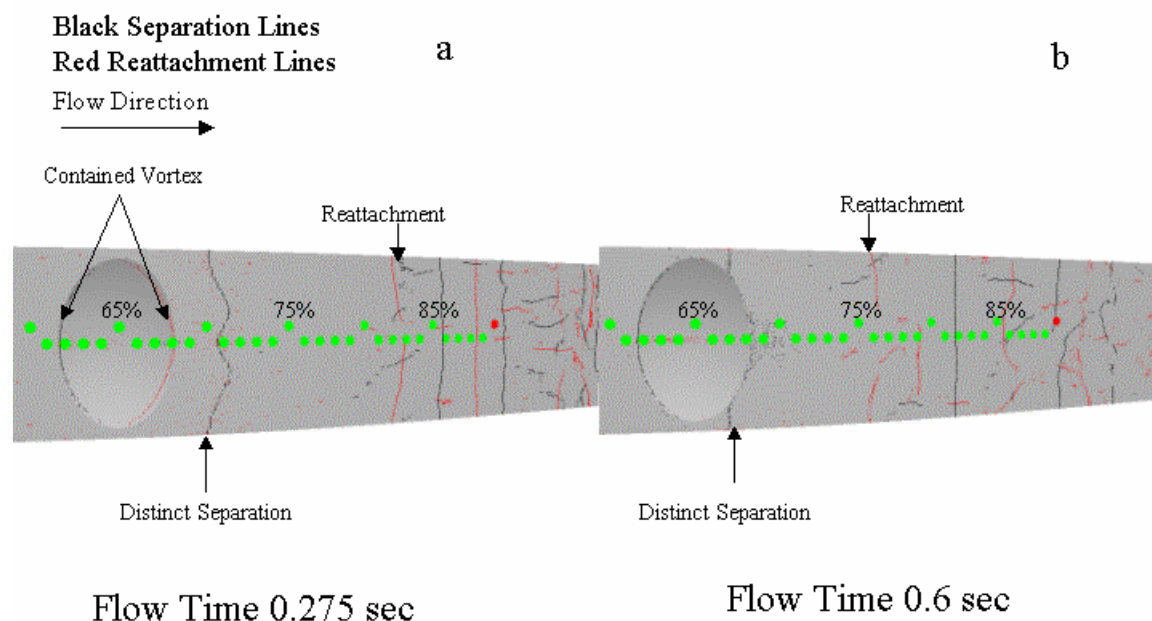 Black Separation Lines
Red Reattachment Lines
a
b
Flow Direction
Contained Vortex
Reattachment
Reattachment
65%
75%
85%
65%
75%
85%
Distinct Separation
Distinct Separation
Flow Time 0.275 sec
Flow Time 0.6 sec